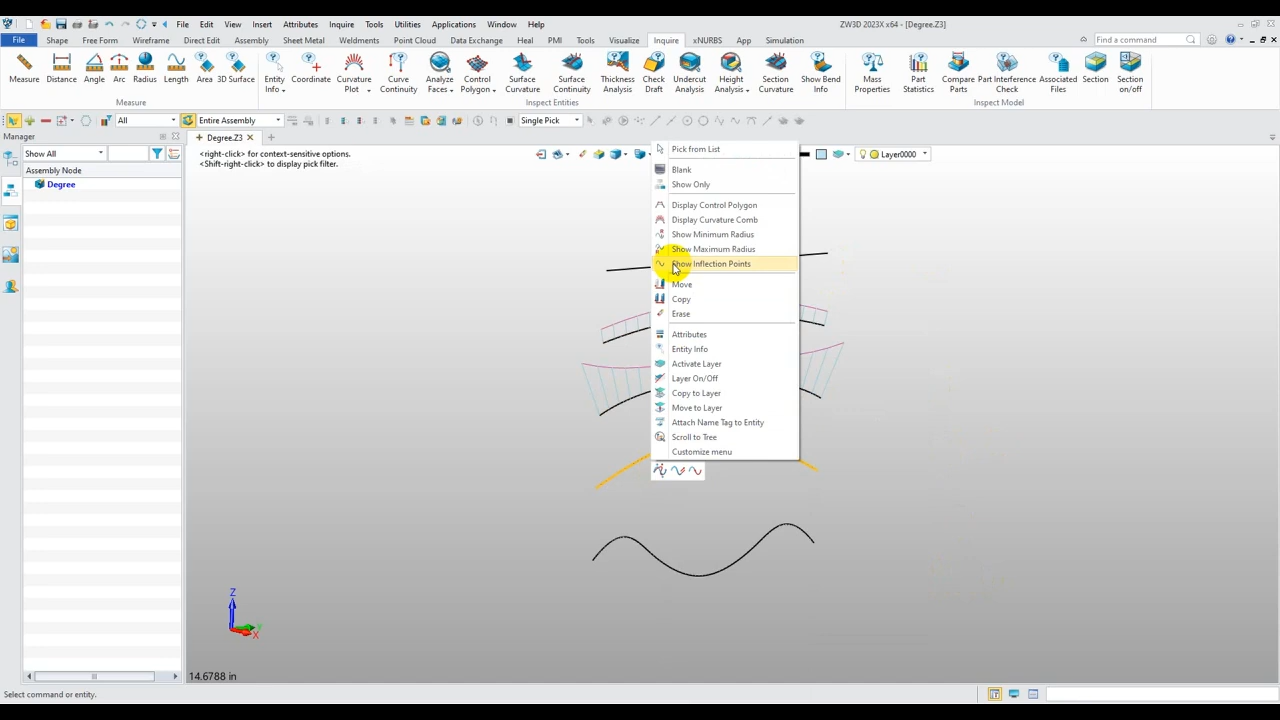 File Edit View Insert Attributes Inquire Tools Utilities Applications Window Help
ZW3D 2023X x64 - [Degree.Z3]
File Shape Free Form Wireframe Direct Edit Assembly Sheet Metal Weldments Point Cloud Data Exchange Heal PMI Tools Visualize Inquire xNURBS App Simulation
Find a command
Measure Distance Angle Arc Radius Length Area 3D Surface Entity Info Coordinate Curvature Plot Curve Continuity Analyze Faces Control Polygon Surface Curvature Surface Continuity Thickness Analysis Check Draft Undercut Analysis Height Analysis Section Curvature Show Bend Info Mass Properties Part Statistics Compare Parts Part Interference Check Associated Files Section Section on/off
Measure Inspect Entities Inspect Model
All Entire Assembly Single Pick
Manager
Degree.Z3
Show All
<right-click> for context-sensitive options.
<Shift-right-click> to display pick filter.
Layer0000
Assembly Node
Degree
Pick from List
Blank
Show Only
Display Control Polygon
Display Curvature Comb
Show Minimum Radius
Show Maximum Radius
Show Inflection Points
Move
Copy
Erase
Attributes
Entity Info
Activate Layer
Layer On/Off
Copy to Layer
Move to Layer
Attach Name Tag to Entity
Scroll to Tree
Customize menu
Z
Y
X
14.6788 in
Select command or entity.